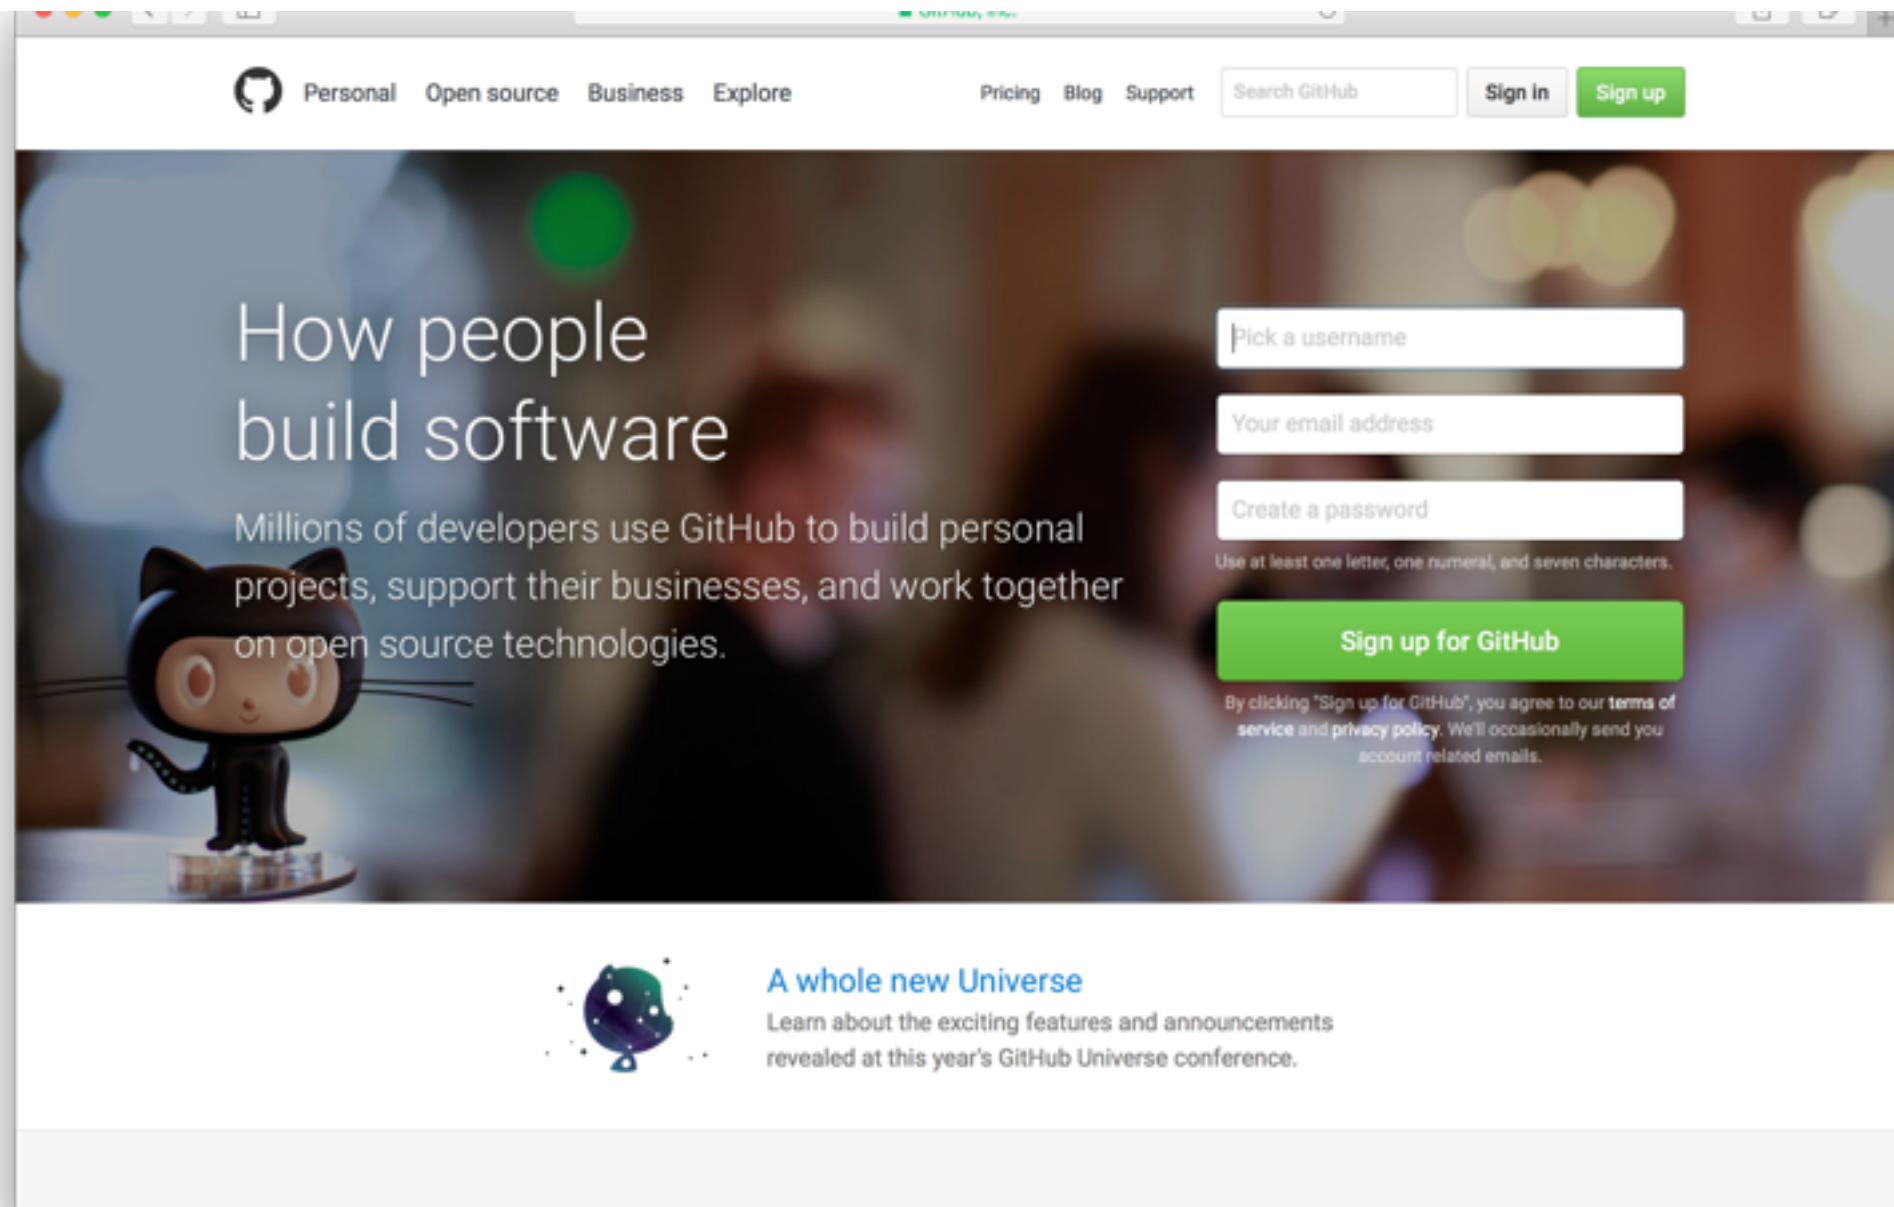 GitHub, Inc.
Personal Open source Business Explore Pricing Blog Support Search GitHub Sign in Sign up
How people
build software
Millions of developers use GitHub to build personal
projects, support their businesses, and work together
on open source technologies.
Pick a username
Your email address
Create a password
Use at least one letter, one numeral, and seven characters.
Sign up for GitHub
By clicking "Sign up for GitHub", you agree to our terms of
service and privacy policy. We'll occasionally send you
account related emails.
A whole new Universe
Learn about the exciting features and announcements
revealed at this year's GitHub Universe conference.